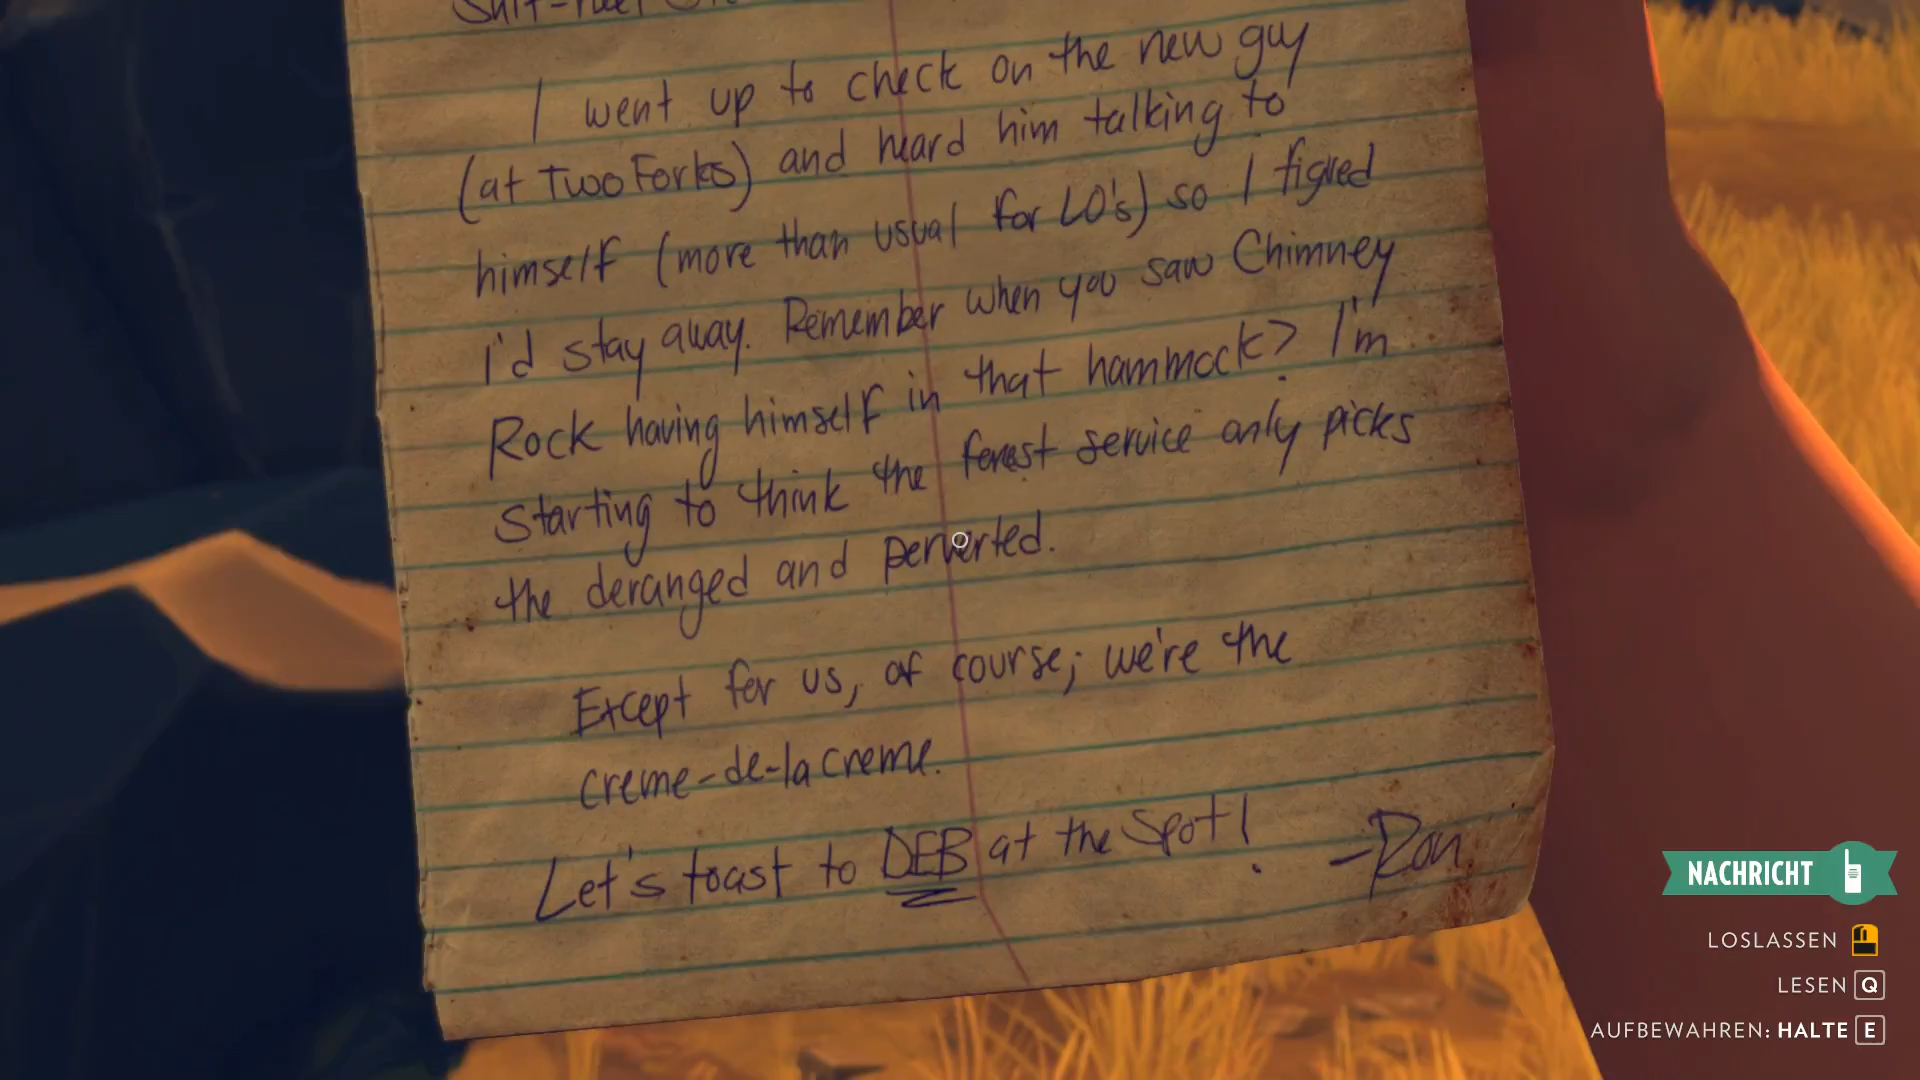 I went up to check on the new guy
(at Two Forks) and heard him talking to
himself (more than usual for LO's) so I figred
I'd stay away. Remember when you saw Chimney
Rock having himself in that hammock? I'm
starting to think the forest service only picks
the deranged and perverted.
Except for us, of course; we're the
creme-de-la creme.
Let's toast to DEB at the Spot!
-Ron
NACHRICHT
LOSLASSEN
LESEN Q
AUFBEWAHREN: HALTE E